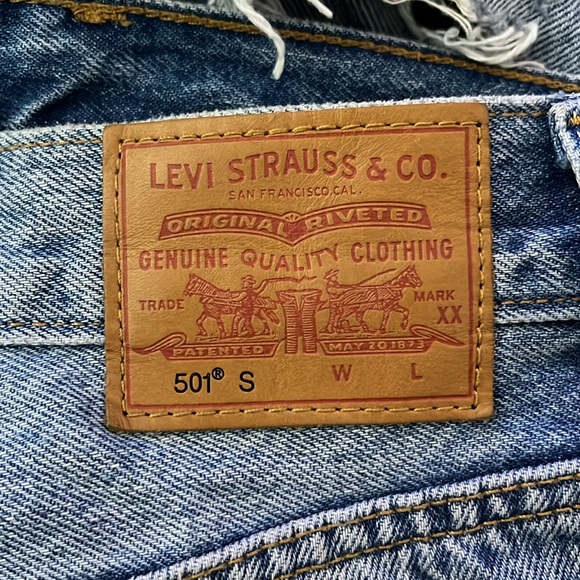 LEVI STRAUSS & CO.
SAN FRANCISCO,CAL.
ORIGINAL RIVETED
GENUINE QUALITY CLOTHING
TRADE MARK
XX
PATENTED MAY 20 1873
501® S W L